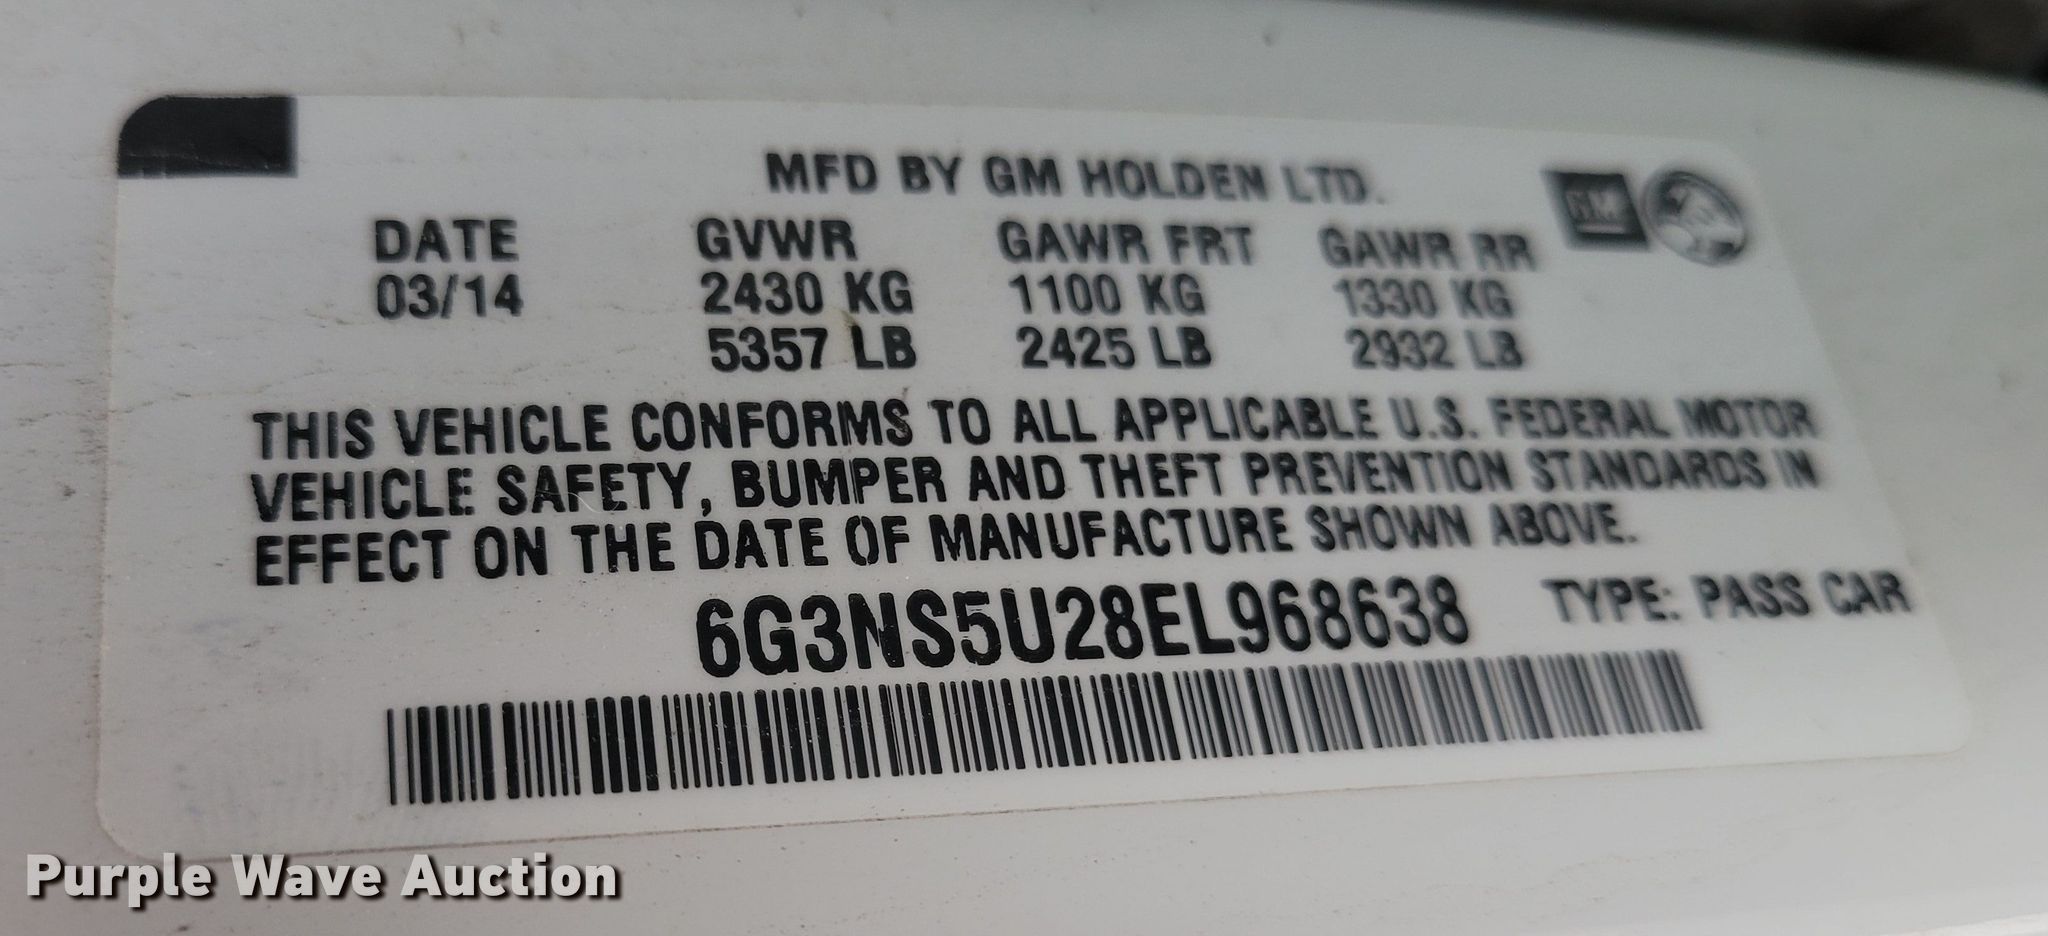 MFD BY GM HOLDEN LTD.
GM
DATE GVWR GAWR FRT GAWR RR
03/14 2430 KG 1100 KG 1330 KG
5357 LB 2425 LB 2932 LB
THIS VEHICLE CONFORMS TO ALL APPLICABLE U.S. FEDERAL MOTOR
VEHICLE SAFETY, BUMPER AND THEFT PREVENTION STANDARDS IN
EFFECT ON THE DATE OF MANUFACTURE SHOWN ABOVE.
6G3NS5U28EL968638 TYPE: PASS CAR
Purple Wave Auction